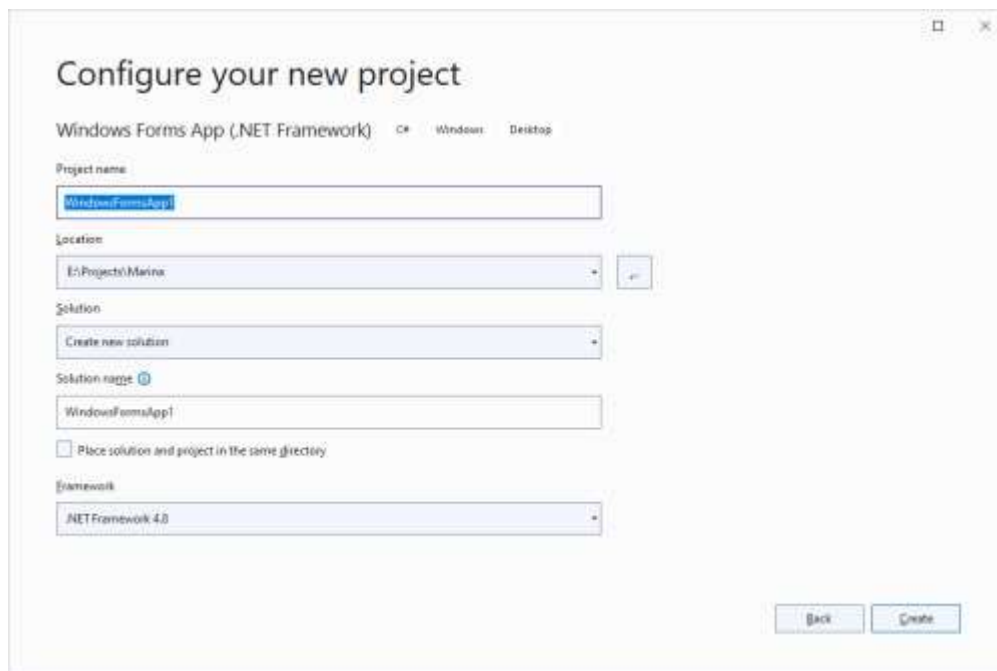 Configure your new project
Windows Forms App (.NET Framework) C# Windows Desktop
Project name
WindowsFormsApp1
Location
E:\Projects\Marina
Solution
Create new solution
Solution name
WindowsFormsApp1
Place solution and project in the same directory
Framework
.NET Framework 4.8
Back Create